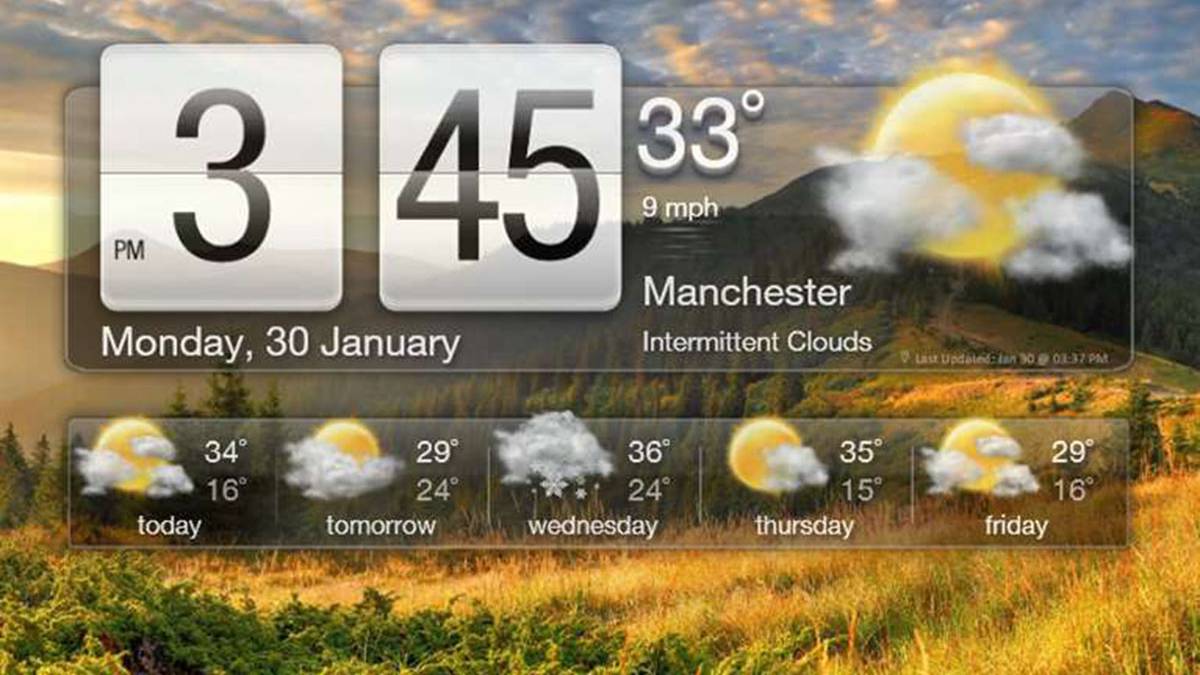 3
PM
45
33°
9 mph
Manchester
Monday, 30 January
Intermittent Clouds
Last Updated: Jan 30 @ 03:37 PM
34°
16°
today
29°
24°
tomorrow
36°
24°
wednesday
35°
15°
thursday
29°
16°
friday